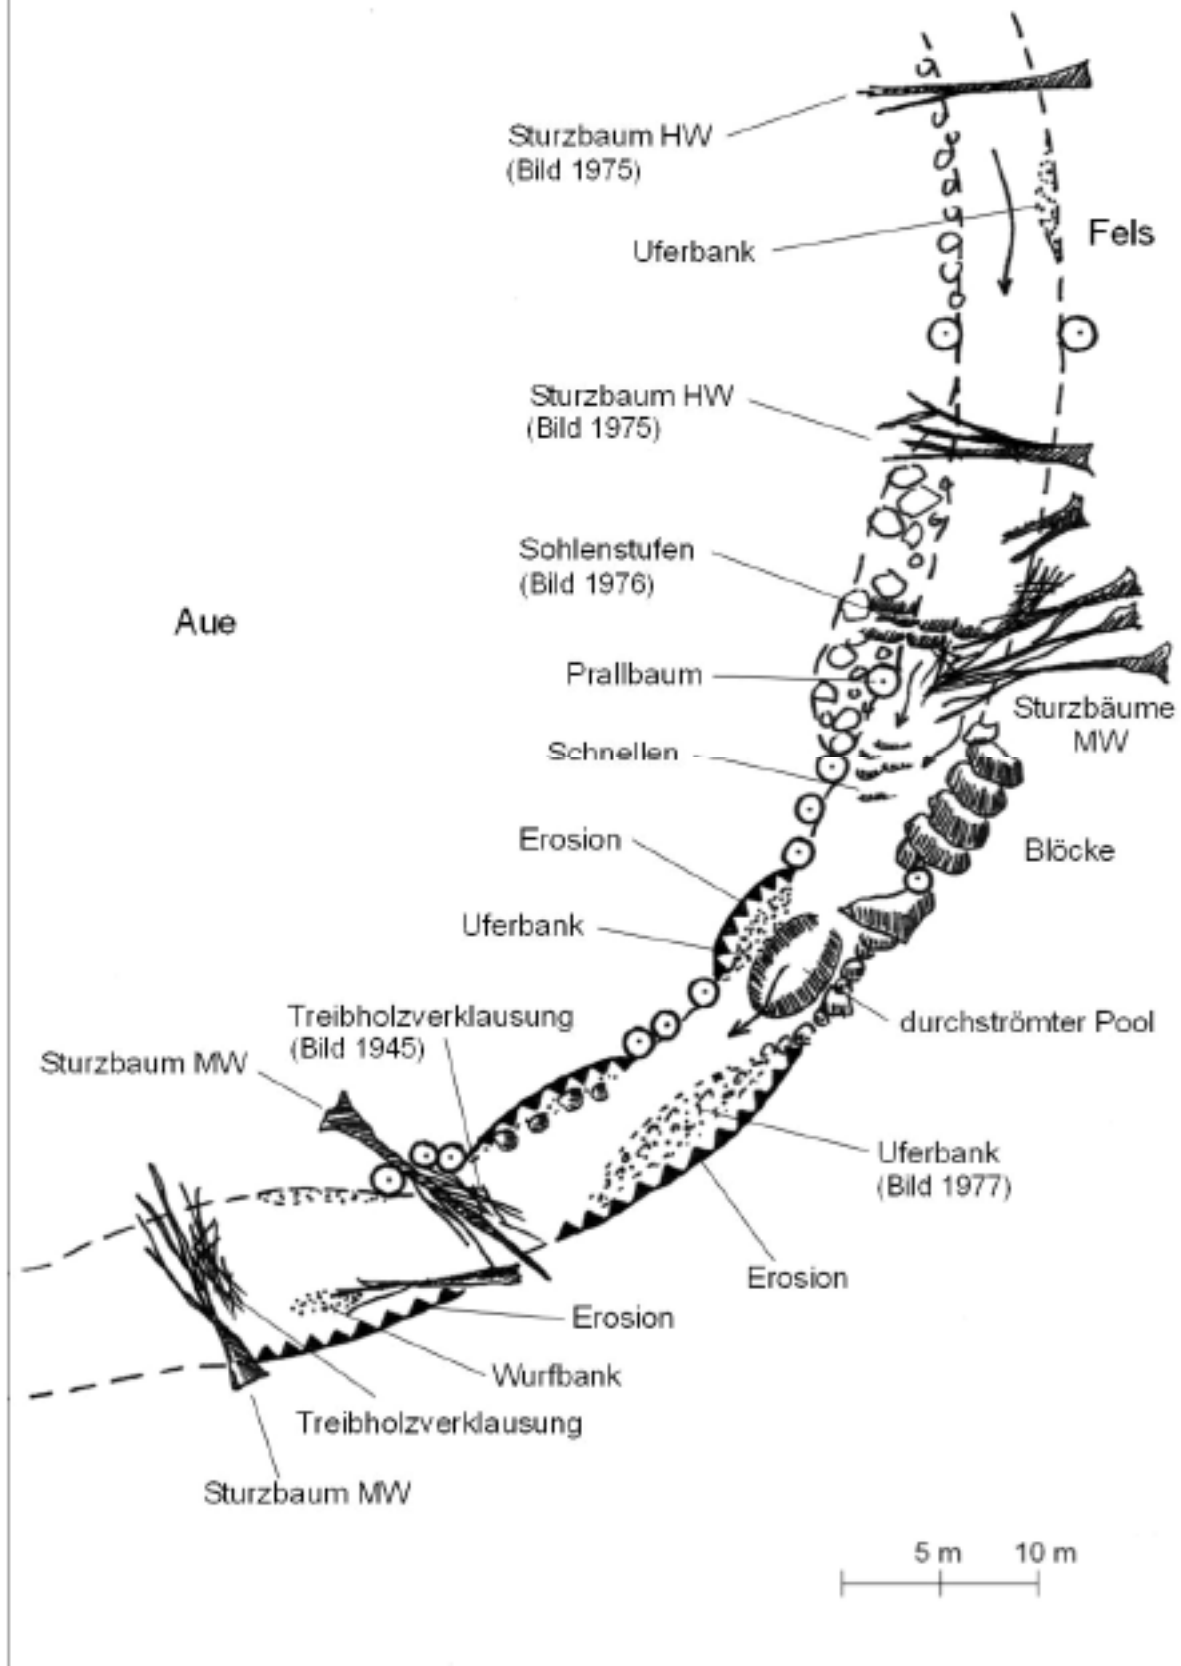 Sturzbaum HW
(Bild 1975)
Uferbank
Fels
Sturzbaum HW
(Bild 1975)
Sohlenstufen
(Bild 1976)
Aue
Prallbaum
Sturzbäume
MW
Schnellen
Erosion
Blöcke
Uferbank
Treibholzverklausung
(Bild 1945)
durchströmter Pool
Sturzbaum MW
Uferbank
(Bild 1977)
Erosion
Erosion
Wurfbank
Treibholzverklausung
Sturzbaum MW
5 m 10 m